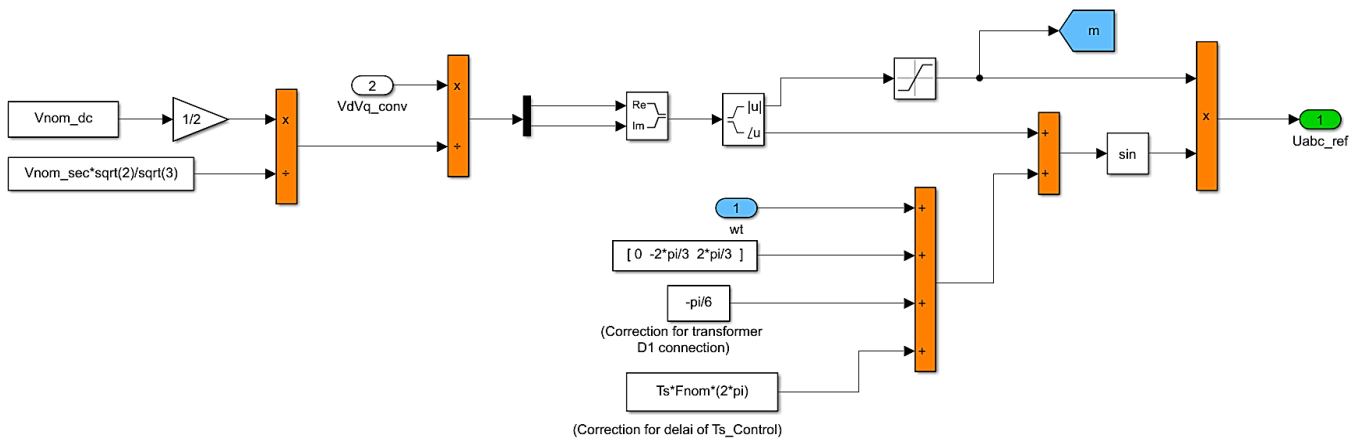 m
2
VdVq_conv
x
÷
Vnom_dc
1/2
x
÷
Vnom_sec*sqrt(2)/sqrt(3)
Re
Im
|u|
∠u
x
1
Uabc_ref
+
+
sin
1
wt
[ 0 -2*pi/3 2*pi/3 ]
-pi/6
(Correction for transformer
D1 connection)
+
+
+
+
Ts*Fnom*(2*pi)
(Correction for delai of Ts_Control)